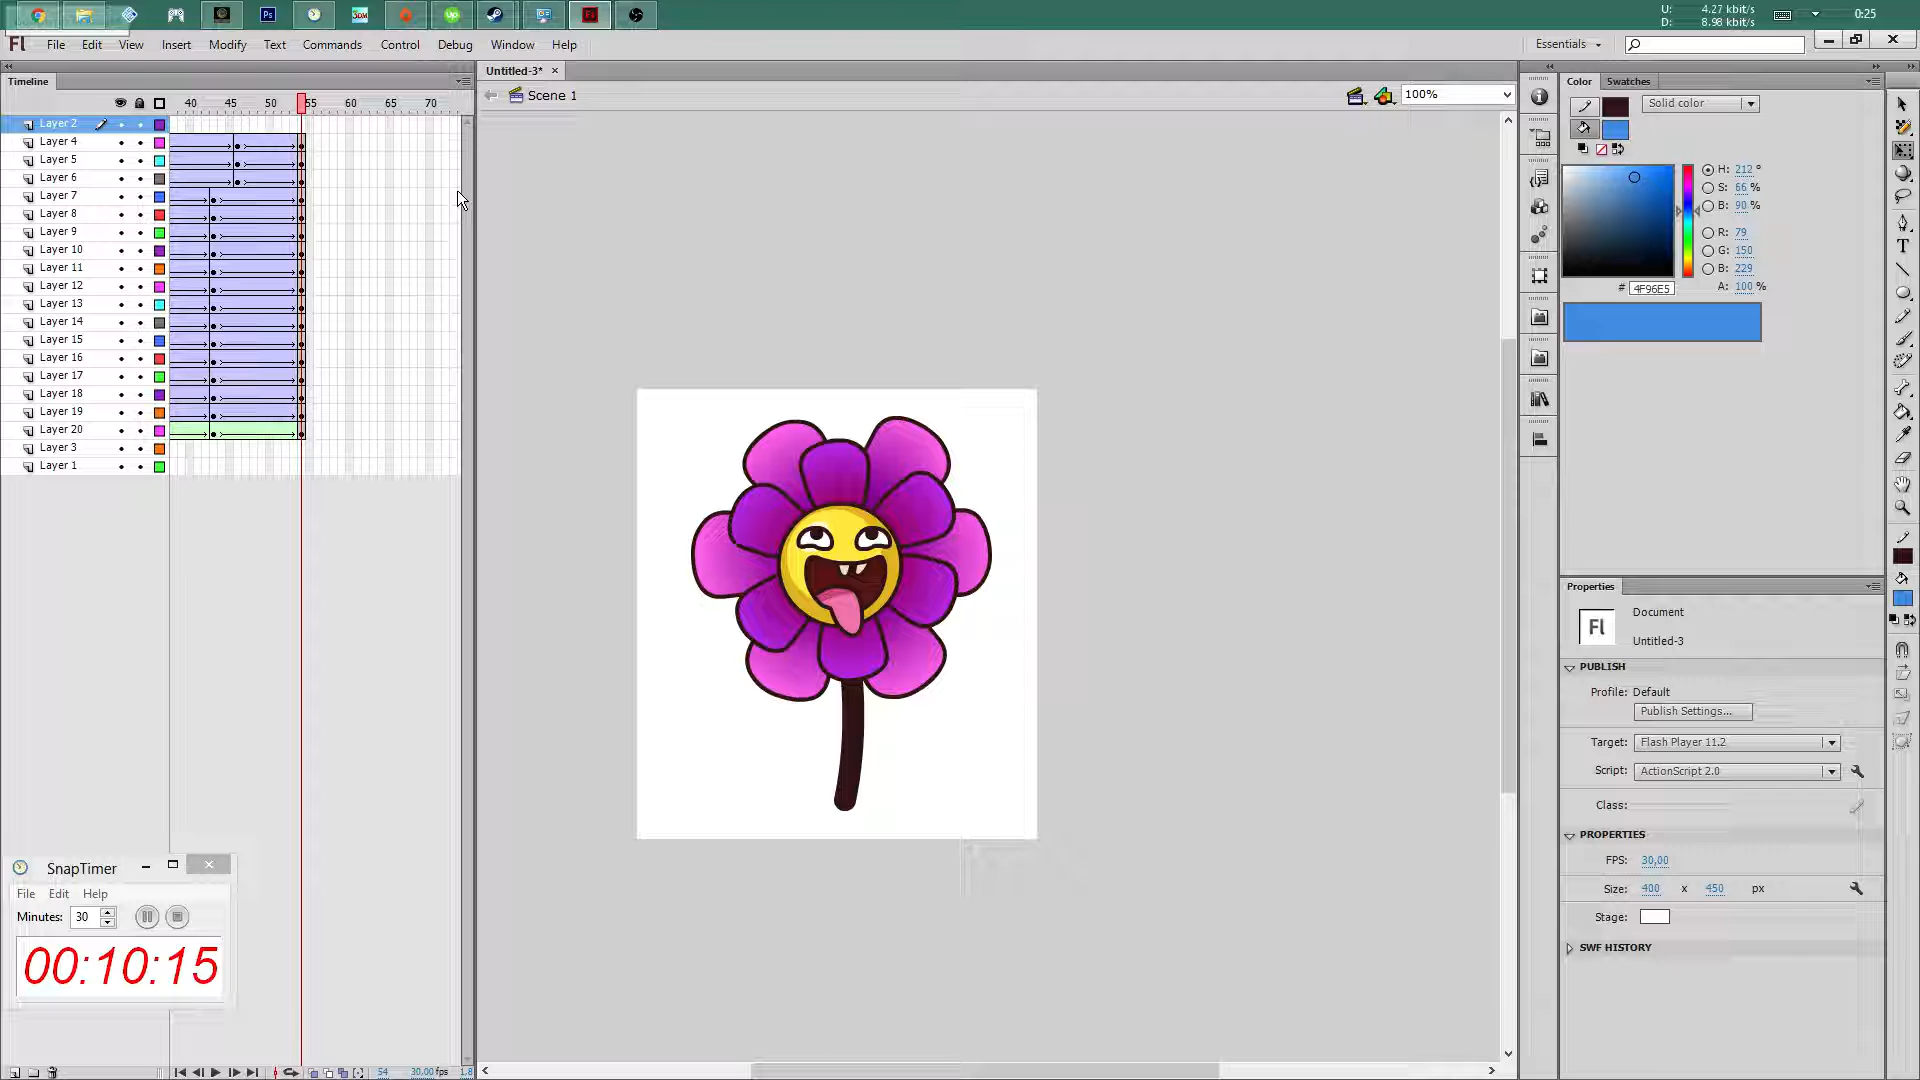 Ps
3DM
Up
Fl
U: 4.27 kbit/s
D: 8.98 kbit/s
0:25
Fl File Edit View Insert Modify Text Commands Control Debug Window Help
Essentials
Timeline
Untitled-3*
Scene 1
100%
40 45 50 55 60 65 70
Layer 2
Layer 4
Layer 5
Layer 6
Layer 7
Layer 8
Layer 9
Layer 10
Layer 11
Layer 12
Layer 13
Layer 14
Layer 15
Layer 16
Layer 17
Layer 18
Layer 19
Layer 20
Layer 3
Layer 1
Color Swatches
Solid color
H: 212 °
S: 66 %
B: 90 %
R: 79
G: 150
B: 229
# 4F96E5
A: 100 %
Properties
Fl
Document
Untitled-3
PUBLISH
Profile: Default
Publish Settings...
Target: Flash Player 11.2
Script: ActionScript 2.0
Class:
PROPERTIES
FPS: 30,00
Size: 400 x 450 px
Stage:
SWF HISTORY
SnapTimer
File Edit Help
Minutes: 30
00:10:15
54 30,00 fps 1.8